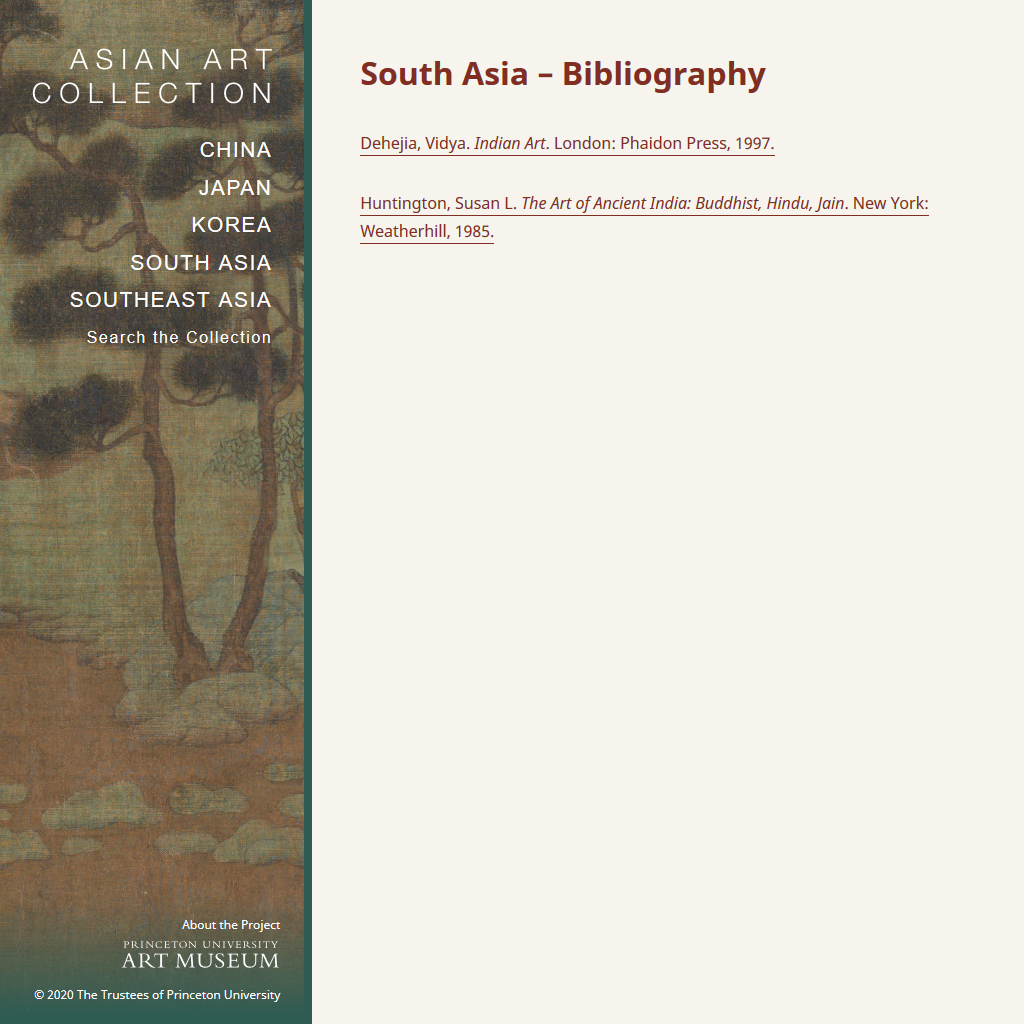 ASIAN ART
COLLECTION
CHINA
JAPAN
KOREA
SOUTH ASIA
SOUTHEAST ASIA
Search the Collection
About the Project
PRINCETON UNIVERSITY
ART MUSEUM
© 2020 The Trustees of Princeton University
South Asia – Bibliography
Dehejia, Vidya. Indian Art. London: Phaidon Press, 1997.
Huntington, Susan L. The Art of Ancient India: Buddhist, Hindu, Jain. New York:
Weatherhill, 1985.